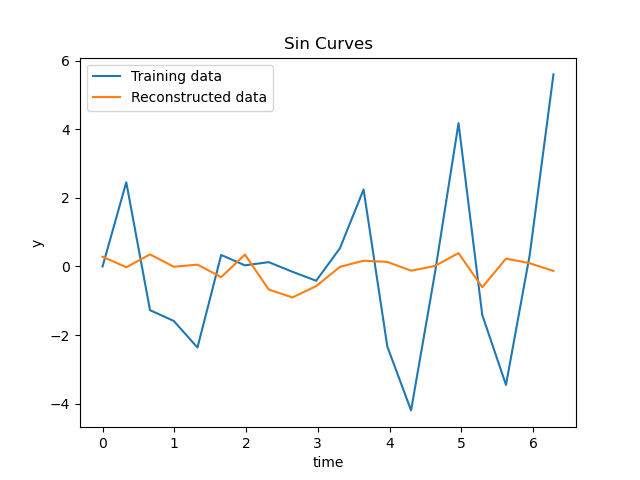 Sin Curves
Training data
Reconstructed data
6
4
2
0
−2
−4
y
0 1 2 3 4 5 6
time